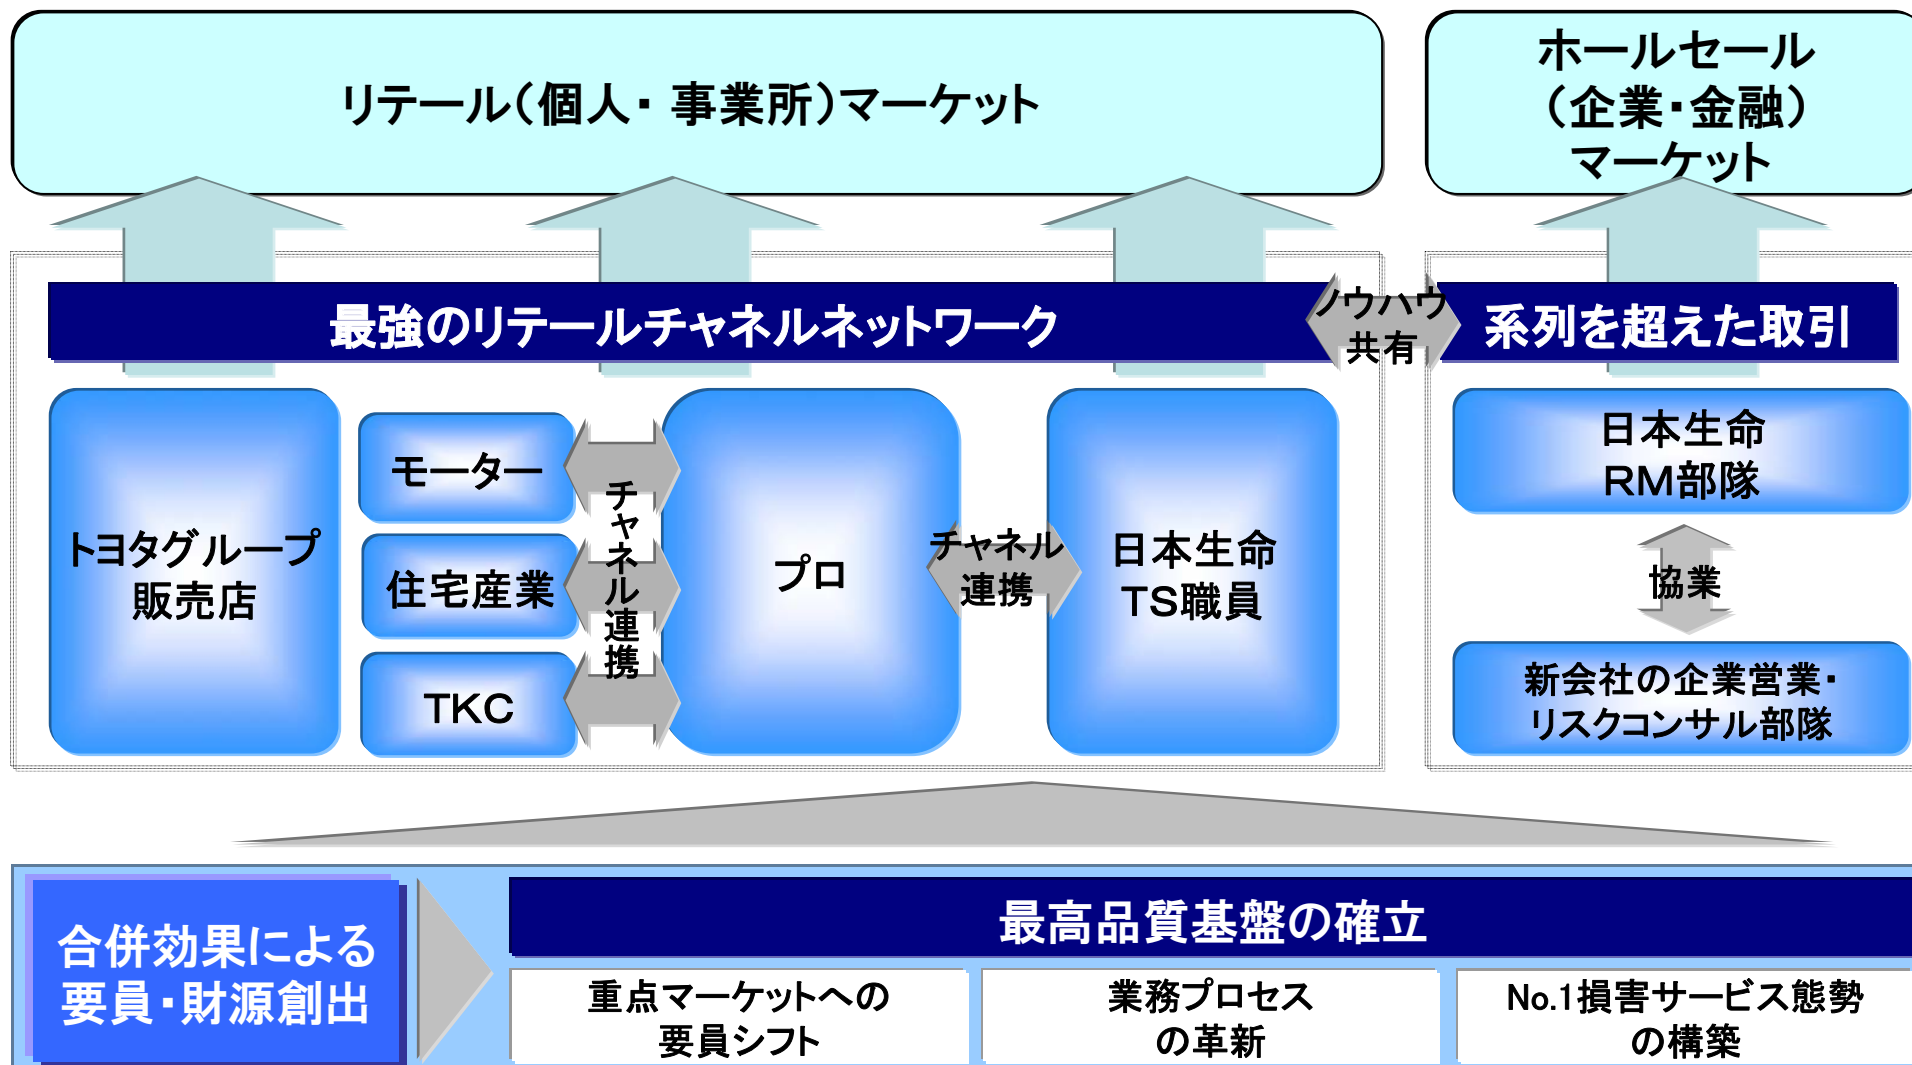 リテール（個人・事業所）マーケット
ホールセール
（企業・金融）
マーケット
最強のリテールチャネルネットワーク
ノウハウ
共有
系列を超えた取引
トヨタグループ
販売店
モーター
住宅産業
TKC
チャネル連携
プロ
チャネル
連携
日本生命
TS職員
日本生命
RM部隊
協業
新会社の企業営業・
リスクコンサル部隊
合併効果による
要員・財源創出
最高品質基盤の確立
重点マーケットへの
要員シフト
業務プロセス
の革新
No.1損害サービス態勢
の構築